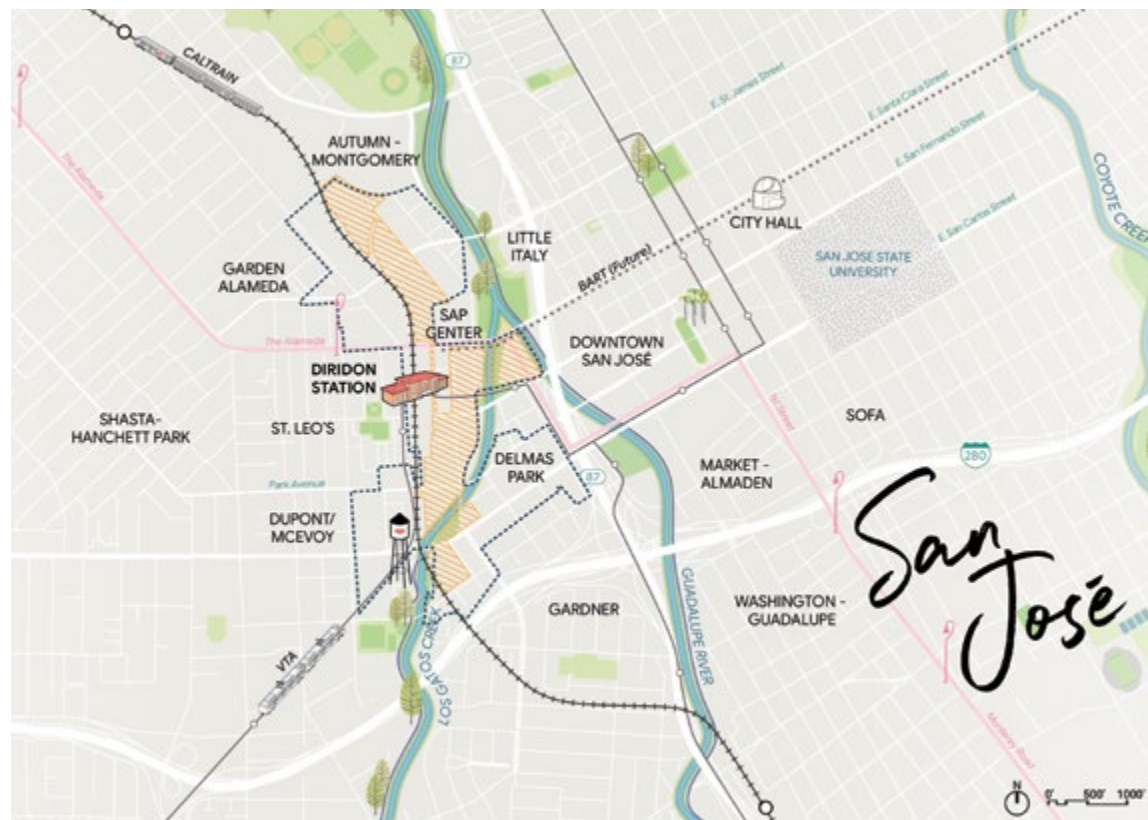 CALTRAIN
87
The Alameda
AUTUMN -
MONTGOMERY
E. St. James Street
E. Santa Clara Street
E. San Fernando Street
E. San Carlos Street
COYOTE CREEK
CITY HALL
LITTLE
ITALY
BART (Future)
SAN JOSE STATE
UNIVERSITY
GARDEN
ALAMEDA
SAP
CENTER
The Alameda
DOWNTOWN
SAN JOSÉ
DIRIDON
STATION
SHASTA-
HANCHETT PARK
ST. LEO'S
SOFA
DELMAS
PARK
87
MARKET -
ALMADEN
280
Park Avenue
DUPONT/
MCEVOY
San
José
GARDNER
GUADALUPE RIVER
WASHINGTON -
GUADALUPE
LOS GATOS CREEK
VTA
Monterey Road
N
0' 500' 1000'